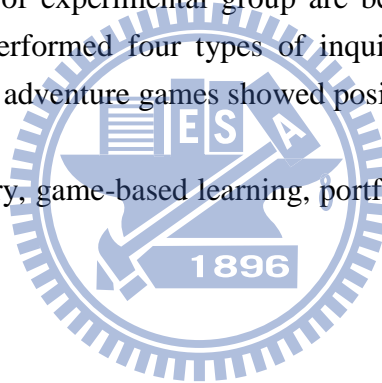 of experimental group are be
erformed four types of inqui
adventure games showed posi
ry, game-based learning, portf
E S A
1896